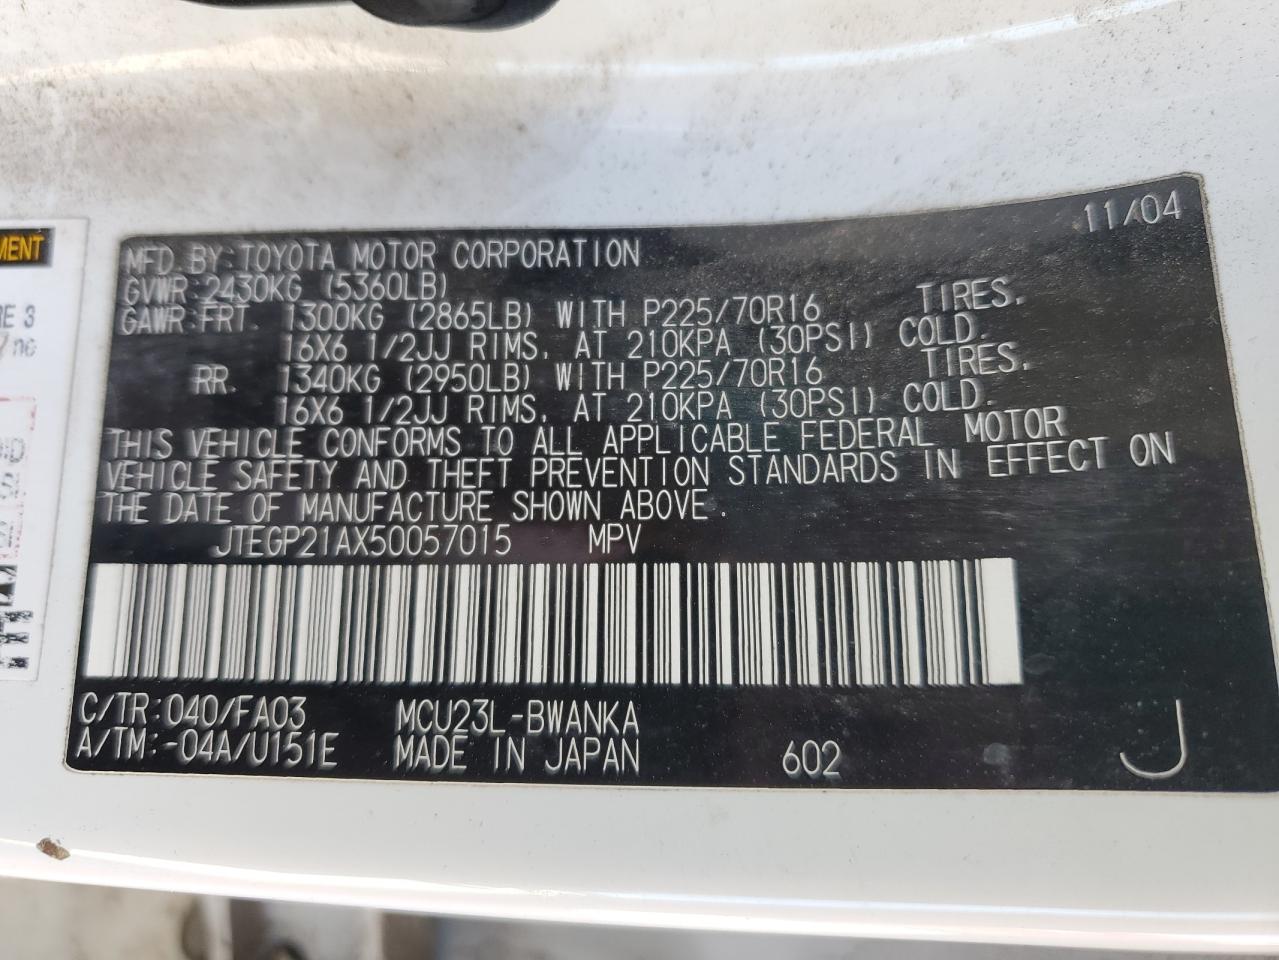 11/04
MFD. BY: TOYOTA MOTOR CORPORATION
GVWR: 2430KG (5360LB)
GAWR: FRT. 1300KG (2865LB) WITH P225/70R16 TIRES,
16X6 1/2JJ RIMS, AT 210KPA (30PSI) COLD.
RR. 1340KG (2950LB) WITH P225/70R16 TIRES,
16X6 1/2JJ RIMS, AT 210KPA (30PSI) COLD.
THIS VEHICLE CONFORMS TO ALL APPLICABLE FEDERAL MOTOR
VEHICLE SAFETY AND THEFT PREVENTION STANDARDS IN EFFECT ON
THE DATE OF MANUFACTURE SHOWN ABOVE.
JTEGP21AX50057015 MPV
C/TR: 040/FA03 MCU23L-BWANKA
A/TM: -04A/U151E MADE IN JAPAN 602 J
MENT
RE 3